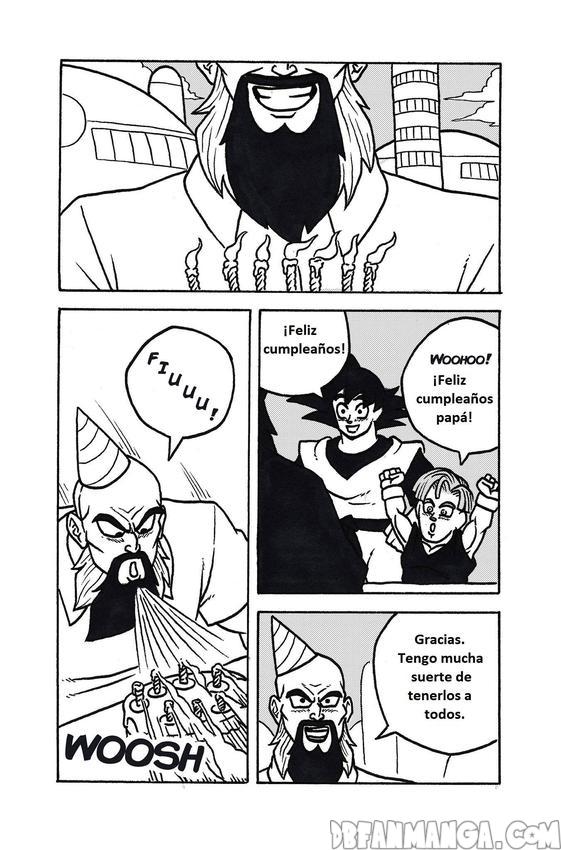 FIUUU!
WOOSH
¡Feliz
cumpleaños!
WOOHOO!
¡Feliz
cumpleaños
papá!
Gracias.
Tengo mucha
suerte de
tenerlos a
todos.
DBFANMANGA.COM